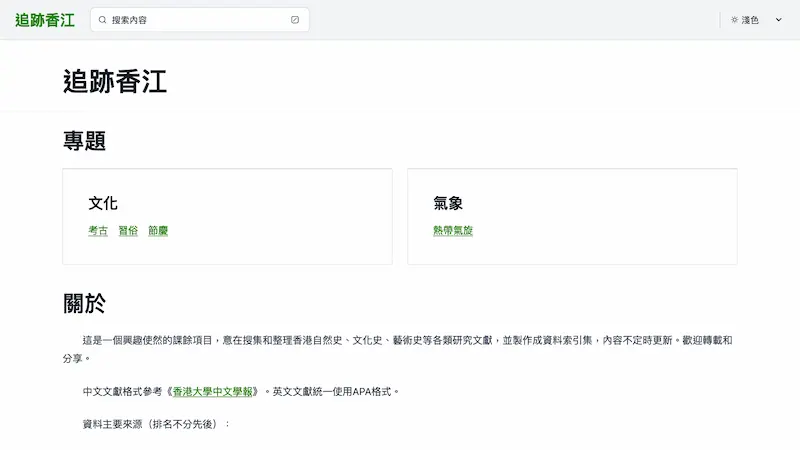 追跡香江
搜索內容
淺色
追跡香江
專題
文化
考古 習俗 節慶
氣象
熱帶氣旋
關於
這是一個興趣使然的課餘項目，意在搜集和整理香港自然史、文化史、藝術史等各類研究文獻，並製作成資料索引集，內容不定時更新。歡迎轉載和
分享。
中文文獻格式參考《香港大學中文學報》。英文文獻統一使用APA格式。
資料主要來源（排名不分先後）：